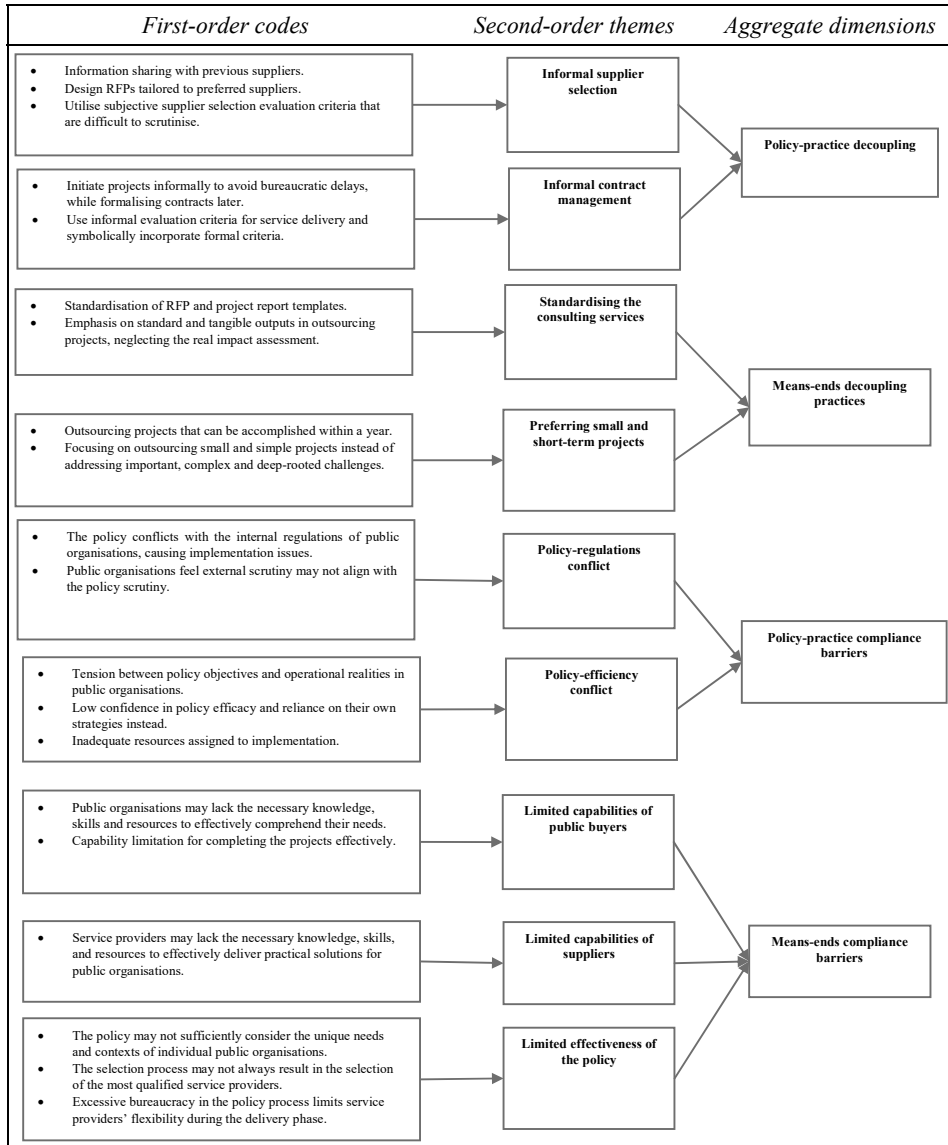 First-order codes
Second-order themes
Aggregate dimensions
• Information sharing with previous suppliers.
• Design RFPs tailored to preferred suppliers.
• Utilise subjective supplier selection evaluation criteria that
are difficult to scrutinise.
Informal supplier
selection
Policy-practice decoupling
• Initiate projects informally to avoid bureaucratic delays,
while formalising contracts later.
• Use informal evaluation criteria for service delivery and
symbolically incorporate formal criteria.
Informal contract
management
• Standardisation of RFP and project report templates.
• Emphasis on standard and tangible outputs in outsourcing
projects, neglecting the real impact assessment.
Standardising the
consulting services
Means-ends decoupling
practices
• Outsourcing projects that can be accomplished within a year.
• Focusing on outsourcing small and simple projects instead of
addressing important, complex and deep-rooted challenges.
Preferring small and
short-term projects
• The policy conflicts with the internal regulations of public
organisations, causing implementation issues.
• Public organisations feel external scrutiny may not align with
the policy scrutiny.
Policy-regulations
conflict
Policy-practice compliance
barriers
• Tension between policy objectives and operational realities in
public organisations.
• Low confidence in policy efficacy and reliance on their own
strategies instead.
• Inadequate resources assigned to implementation.
Policy-efficiency
conflict
• Public organisations may lack the necessary knowledge,
skills and resources to effectively comprehend their needs.
• Capability limitation for completing the projects effectively.
Limited capabilities of
public buyers
• Service providers may lack the necessary knowledge, skills,
and resources to effectively deliver practical solutions for
public organisations.
Limited capabilities of
suppliers
Means-ends compliance
barriers
• The policy may not sufficiently consider the unique needs
and contexts of individual public organisations.
• The selection process may not always result in the selection
of the most qualified service providers.
• Excessive bureaucracy in the policy process limits service
providers' flexibility during the delivery phase.
Limited effectiveness of
the policy